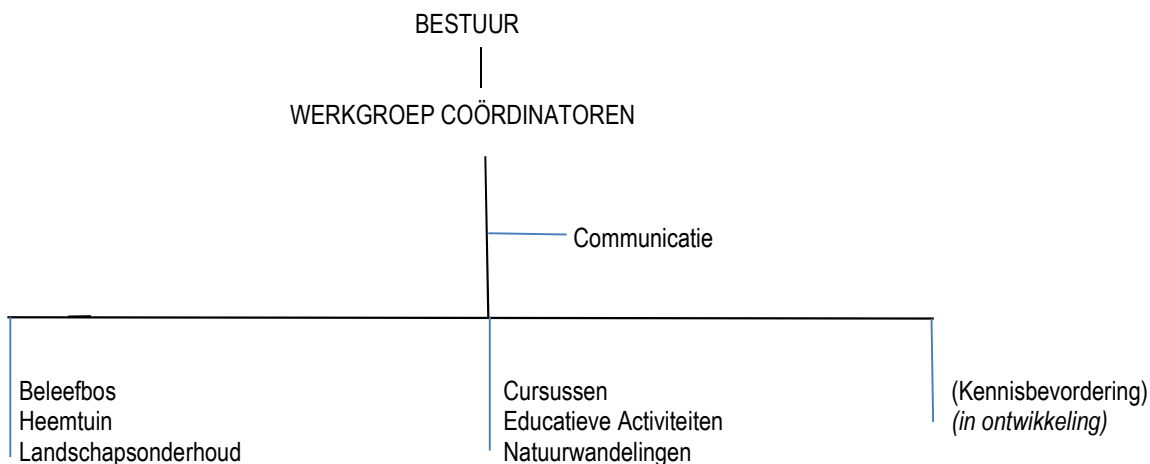 BESTUUR
WERKGROEP COÖRDINATOREN
Communicatie
Beleefbos
Heemtuin
Landschapsonderhoud
Cursussen
Educatieve Activiteiten
Natuurwandelingen
(Kennisbevordering)
(in ontwikkeling)